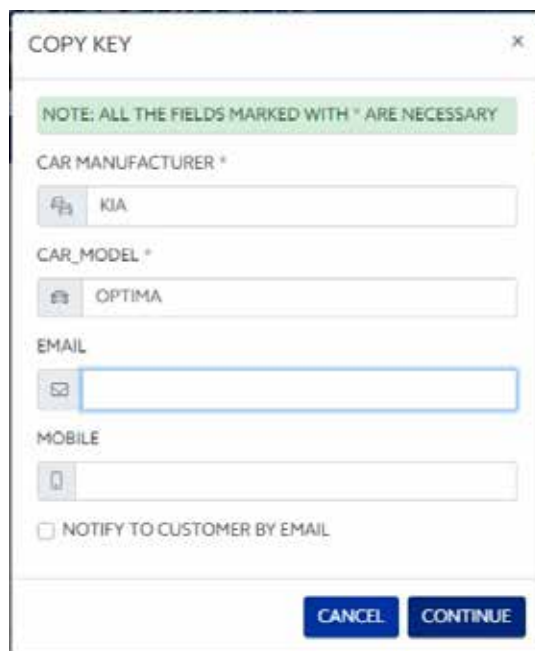 COPY KEY ×
NOTE: ALL THE FIELDS MARKED WITH * ARE NECESSARY
CAR MANUFACTURER *
KIA
CAR_MODEL *
OPTIMA
EMAIL
MOBILE
NOTIFY TO CUSTOMER BY EMAIL
CANCEL CONTINUE